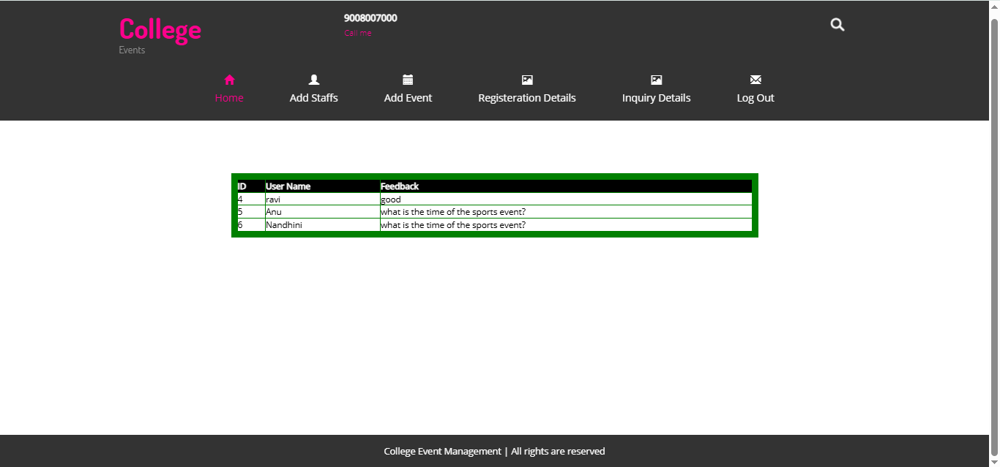 College
Events
9008007000
Call me
Home Add Staffs Add Event Registeration Details Inquiry Details Log Out
ID User Name Feedback
4 ravi good
5 Anu what is the time of the sports event?
6 Nandhini what is the time of the sports event?
College Event Management | All rights are reserved